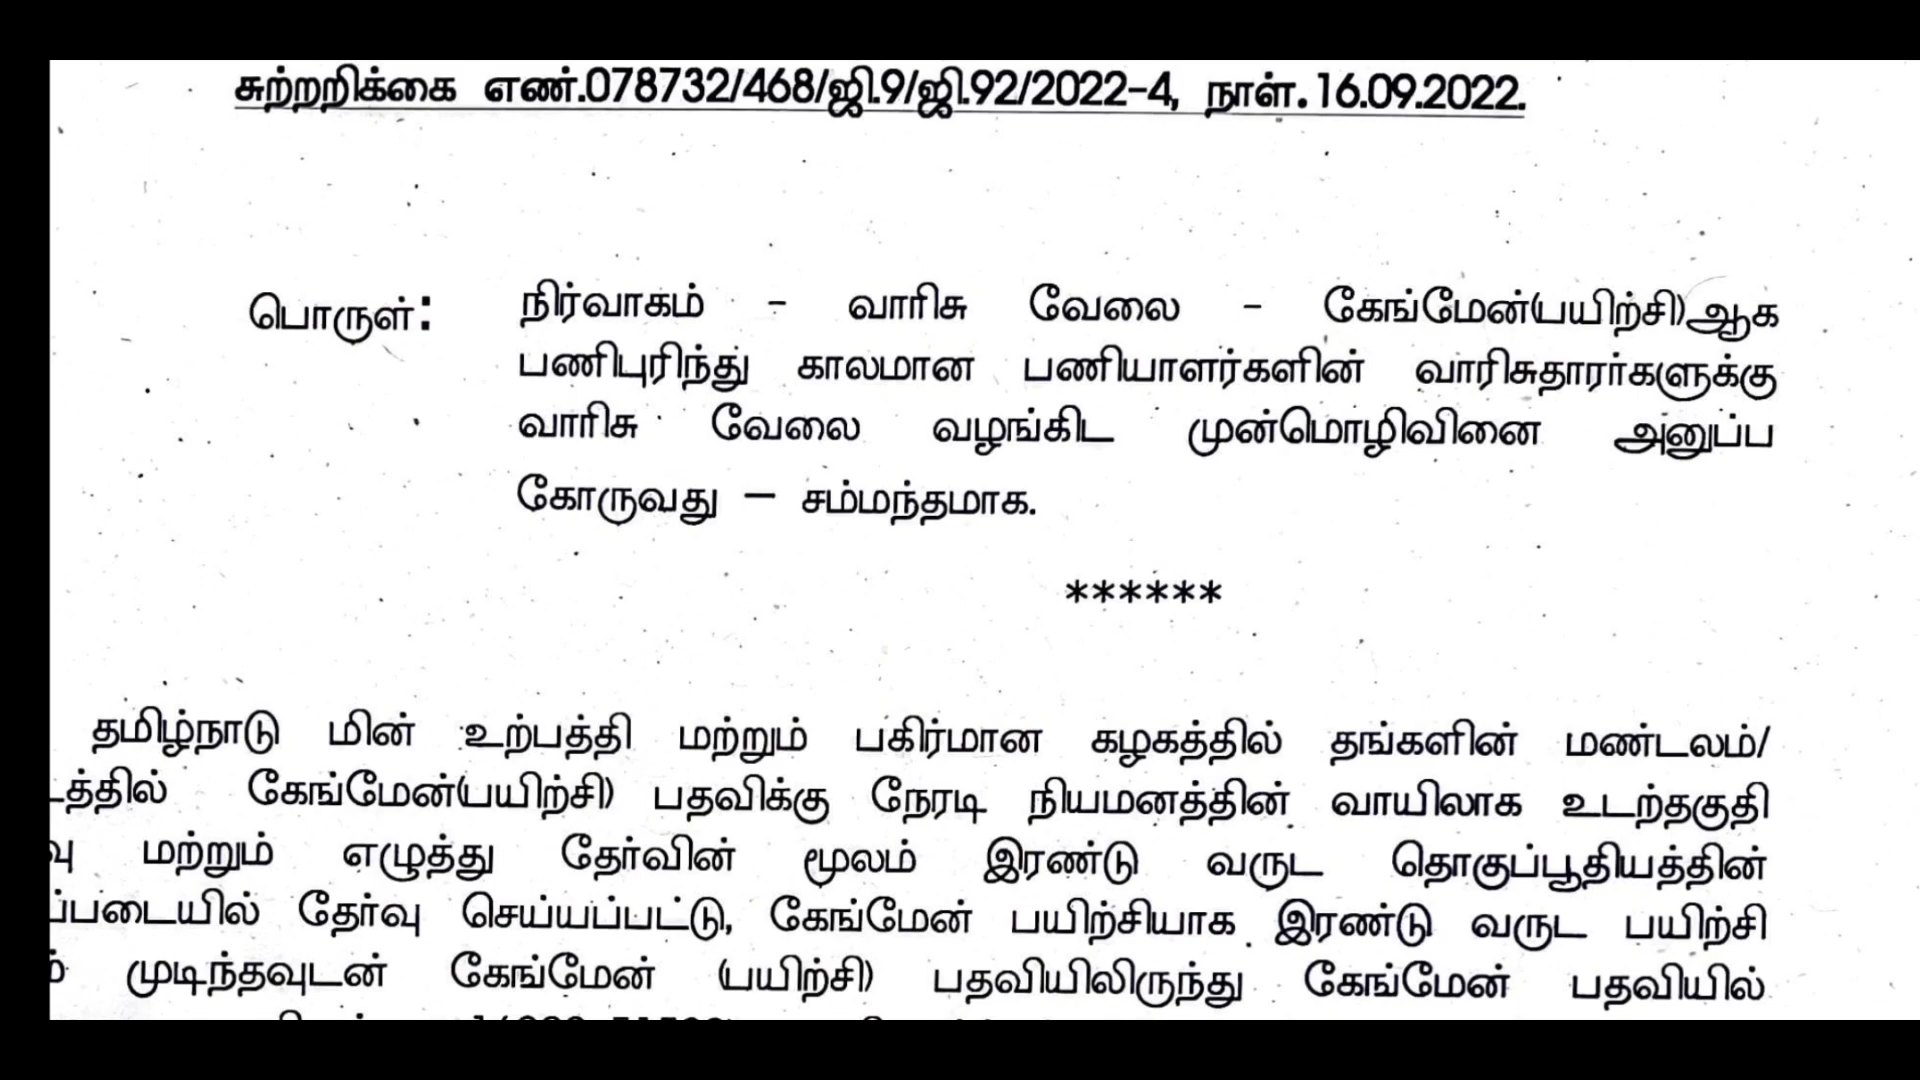 சுற்றறிக்கை எண்.078732/468/ஜி.9/ஜி.92/2022-4, நாள்.16.09.2022.
பொருள்: நிர்வாகம் - வாரிசு வேலை - கேங்மேன்(பயிற்சி)ஆக
பணிபுரிந்து காலமான பணியாளர்களின் வாரிசுதாரர்களுக்கு
வாரிசு வேலை வழங்கிட முன்மொழிவினை அனுப்ப
கோருவது – சம்மந்தமாக.
******
தமிழ்நாடு மின் உற்பத்தி மற்றும் பகிர்மான கழகத்தில் தங்களின் மண்டலம்/
கேங்மேன்(பயிற்சி) பதவிக்கு நேரடி நியமனத்தின் வாயிலாக உடற்தகுதி
மற்றும் எழுத்து தேர்வின் மூலம் இரண்டு வருட தொகுப்பூதியத்தின்
தேர்வு செய்யப்பட்டு, கேங்மேன் பயிற்சியாக இரண்டு வருட பயிற்சி
முடிந்தவுடன் கேங்மேன் (பயிற்சி) பதவியிலிருந்து கேங்மேன் பதவியில்